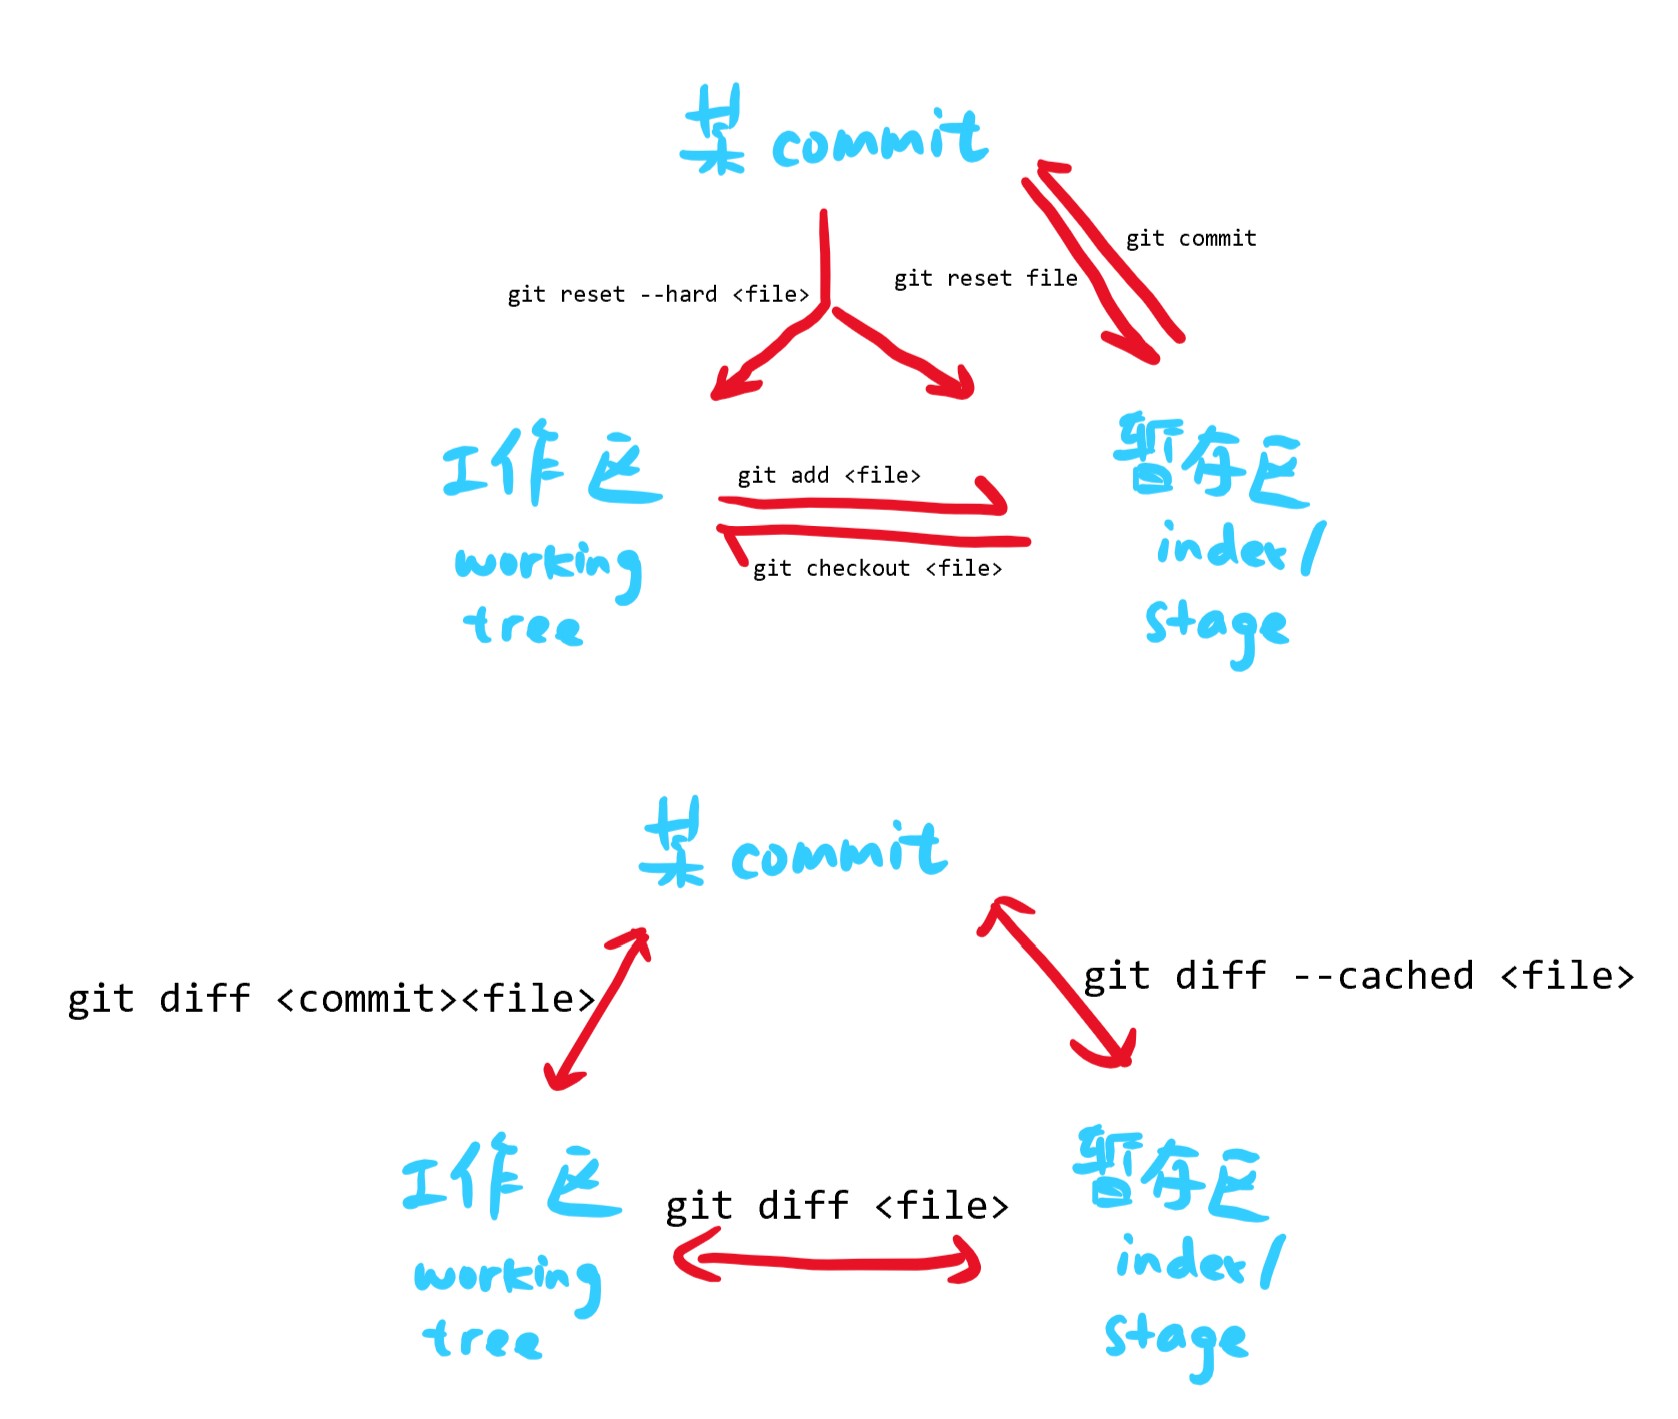 某 commit
git commit
git reset file
git reset --hard <file>
工作区
working
tree
git add <file>
git checkout <file>
暂存区
index/
stage
某 commit
git diff --cached <file>
git diff <commit><file>
工作区
working
tree
git diff <file>
暂存区
index/
stage